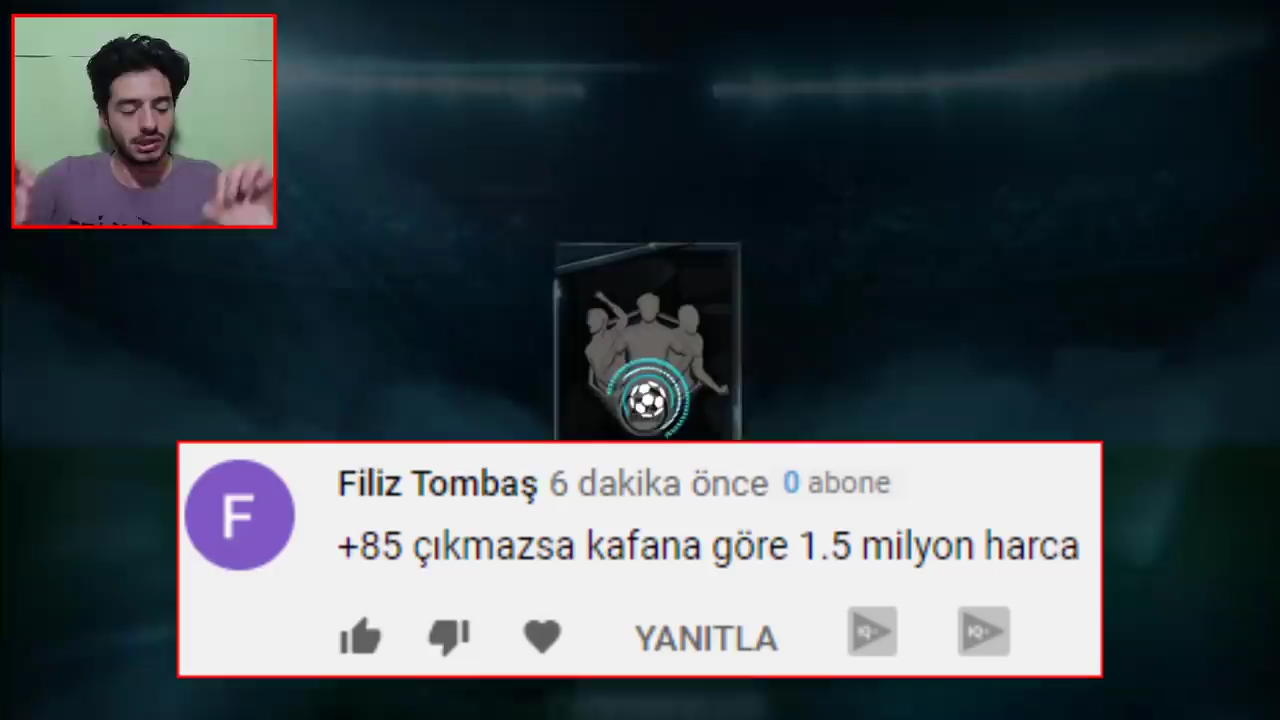 Filiz Tombaş 6 dakika önce 0 abone
+85 çıkmazsa kafana göre 1.5 milyon harca
YANITLA